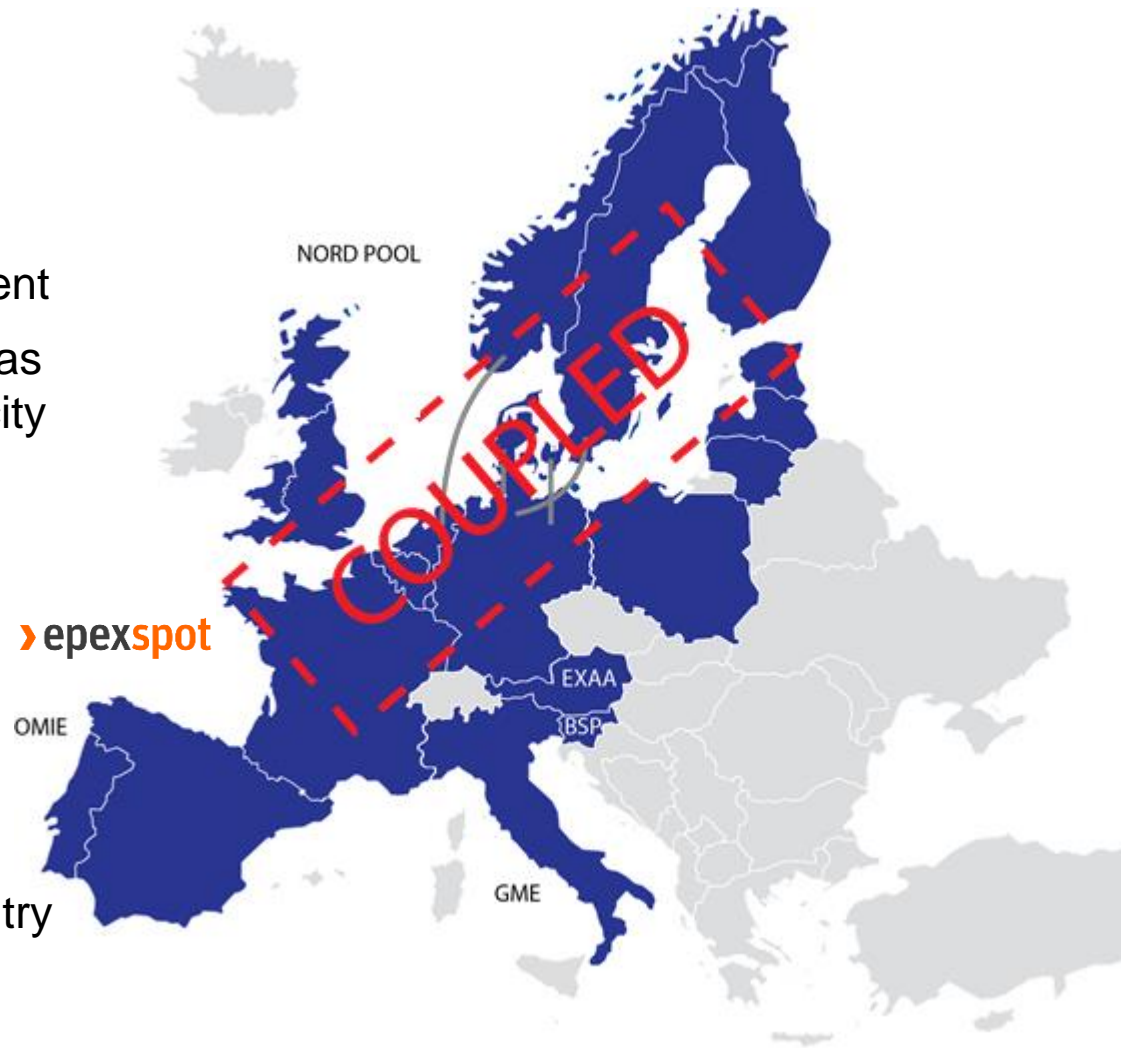 NORD POOL
ent
as
ity
COUPLED
epexspot
EXAA
BSP
OMIE
GME
try